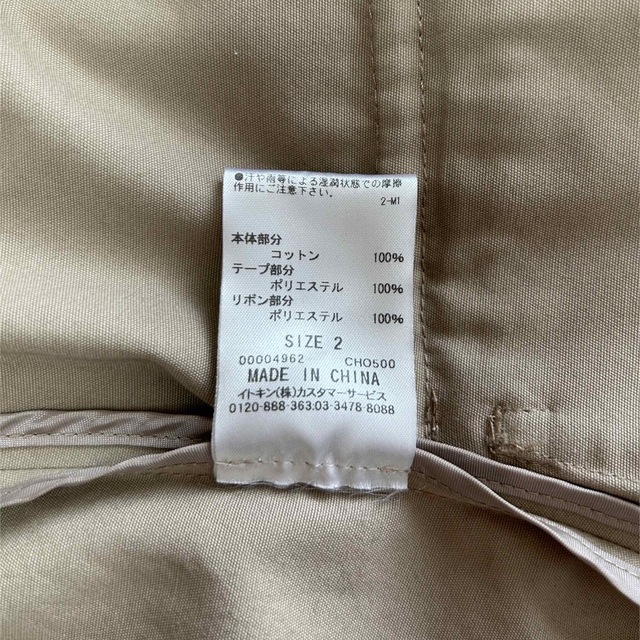 ●汗や雨等による湿潤状態での摩擦
作用にご注意下さい。
2-M1
本体部分
コットン 100%
テープ部分
ポリエステル 100%
リボン部分
ポリエステル 100%
SIZE 2
00004962 CHO500
MADE IN CHINA
イトキン(株)カスタマーサービス
0120-888-363:03-3478-8088